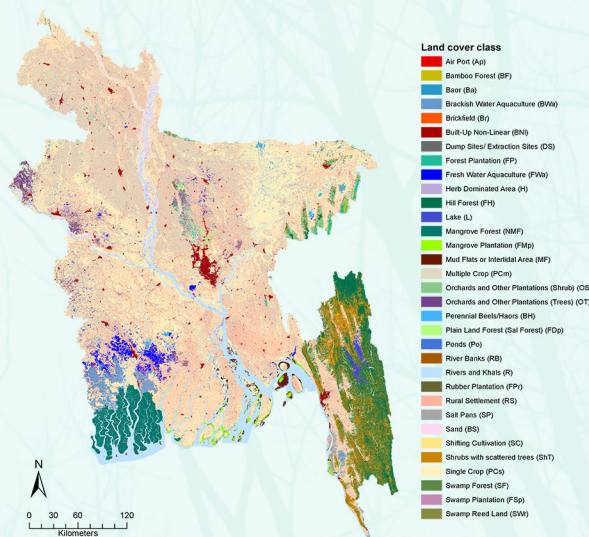 Land cover class
Air Port (Ap)
Bamboo Forest (BF)
Baor (Ba)
Brackish Water Aquaculture (BWa)
Brickfield (Br)
Built-Up Non-Linear (BNl)
Dump Sites/ Extraction Sites (DS)
Forest Plantation (FP)
Fresh Water Aquaculture (FWa)
Herb Dominated Area (H)
Hill Forest (FH)
Lake (L)
Mangrove Forest (NMF)
Mangrove Plantation (FMp)
Mud Flats or Intertidal Area (MF)
Multiple Crop (PCm)
Orchards and Other Plantations (Shrub) (OS
Orchards and Other Plantations (Trees) (OT)
Perennial Beels/Haors (BH)
Plain Land Forest (Sal Forest) (FDp)
Ponds (Po)
River Banks (RB)
Rivers and Khals (R)
Rubber Plantation (FPr)
Rural Settlement (RS)
Salt Pans (SP)
Sand (BS)
Shifting Cultivation (SC)
Shrubs with scattered trees (ShT)
Single Crop (PCs)
Swamp Forest (SF)
Swamp Plantation (FSp)
Swamp Reed Land (SWr)
N
0 30 60 120
Kilometers